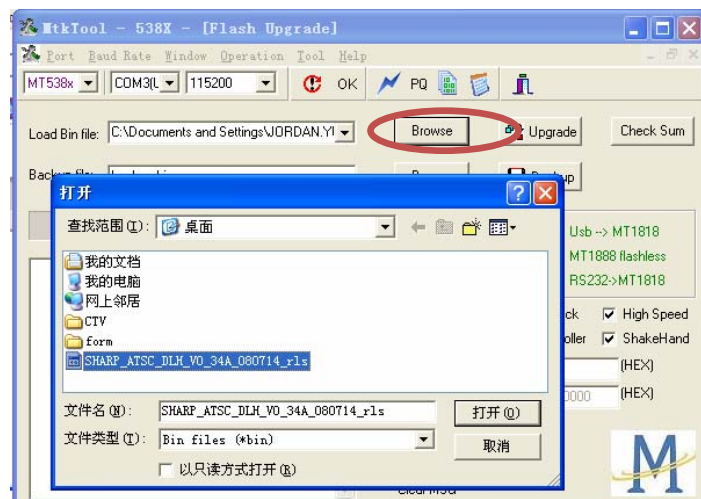 MtkTool - 538X - [Flash Upgrade]
Port Baud Rate Window Operation Tool Help
MT538x COM3(L 115200 OK PQ
Load Bin file: C:\Documents and Settings\JORDAN.YI Browse Upgrade Check Sum
打开
查找范围(I): 桌面
Usb --> MT1818
我的文档
MT1888 flashless
我的电脑
RS232->MT1818
网上邻居
CTV
High Speed
form
ShakeHand
SHARP_ATSC_DLH_V0_34A_080714_rls
(HEX)
文件名(N): SHARP_ATSC_DLH_V0_34A_080714_rls 打开(O)
(HEX)
文件类型(T): Bin files (*bin) 取消
以只读方式打开(R)
M